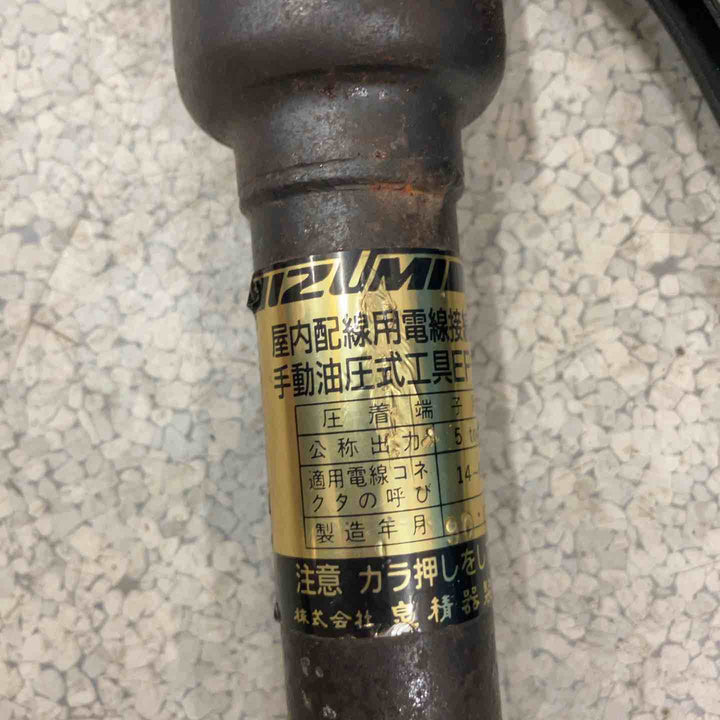 IZUMI
屋内配線用電線接続
手動油圧式工具EP
圧着端子
公称出力 5 to
適用電線コネ
クタの呼び 14-
製造年月 90.
注意 カラ押しをし
株式会社 泉精器製